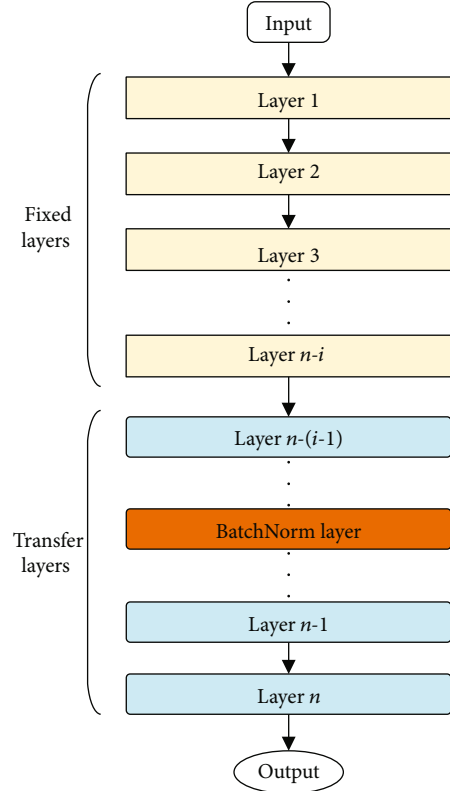 Input
Layer 1
Layer 2
Fixed
layers
Layer 3
Layer n-i
Layer n-(i-1)
BatchNorm layer
Transfer
layers
Layer n-1
Layer n
Output